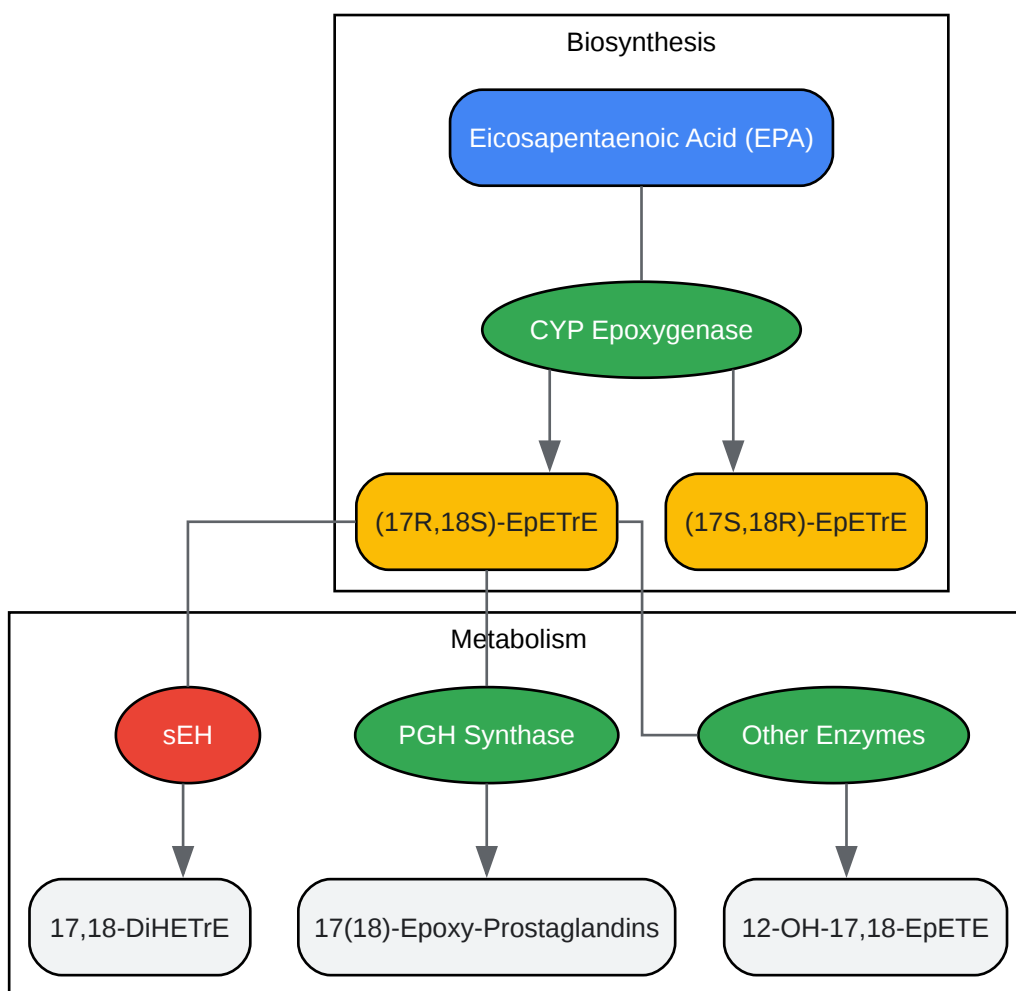 Biosynthesis
Eicosapentaenoic Acid (EPA)
CYP Epoxygenase
(17R,18S)-EpETrE
(17S,18R)-EpETrE
Metabolism
sEH
PGH Synthase
Other Enzymes
17,18-DiHETrE
17(18)-Epoxy-Prostaglandins
12-OH-17,18-EpETE